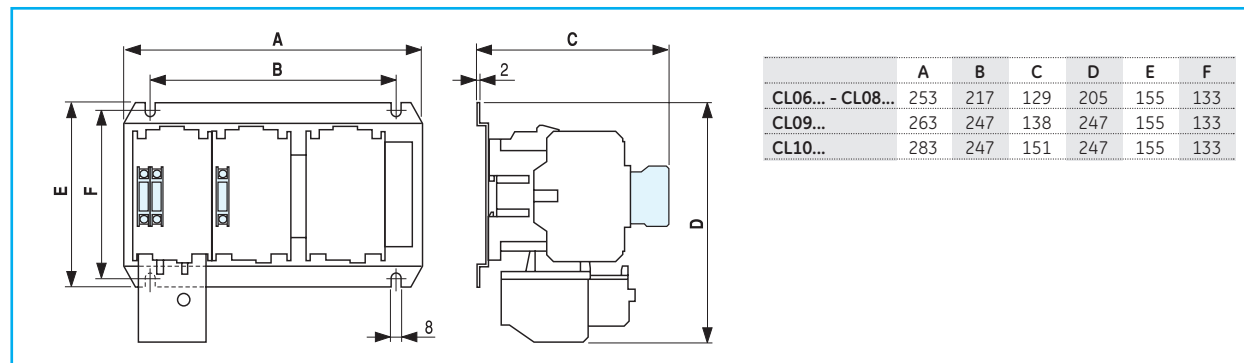 A
B
C
2
E
F
D
8
A B C D E F
CL06... - CL08... 253 217 129 205 155 133
CL09... 263 247 138 247 155 133
CL10... 283 247 151 247 155 133